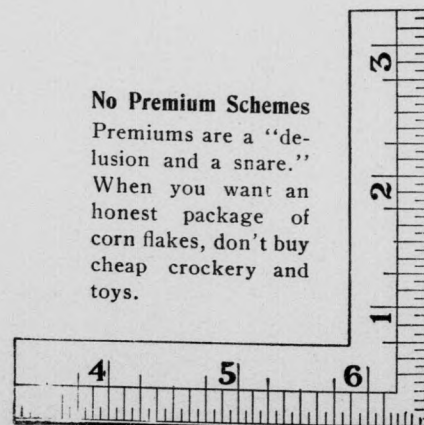 No Premium Schemes
Premiums are a “de-
lusion and a snare.”
When you want an
honest package of
corn flakes, don't buy
cheap crockery and
toys.
3
2
1
4 5 6